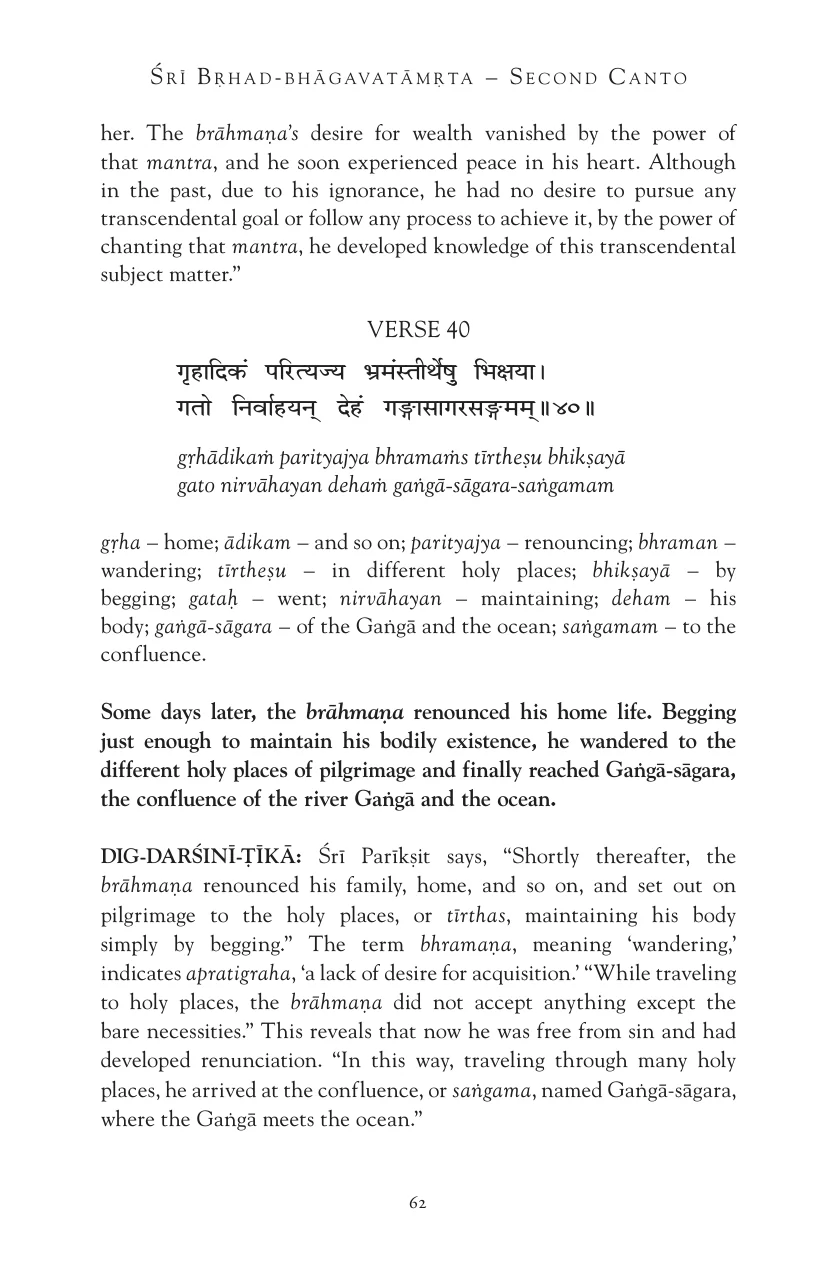 Śrī Bṛhad-bhāgavatāmṛta – Second Canto
her. The brāhmaṇa’s desire for wealth vanished by the power of
that mantra, and he soon experienced peace in his heart. Although
in the past, due to his ignorance, he had no desire to pursue any
transcendental goal or follow any process to achieve it, by the power of
chanting that mantra, he developed knowledge of this transcendental
subject matter.”
VERSE 40
गृहादिकं परित्यज्य भ्रमंस्तीर्थेषु भिक्षया।
गतो निर्वाहयन् देहं गङ्गासागरसङ्गमम्॥४०॥
gṛhādikaṁ parityajya bhramaṁs tīrtheṣu bhikṣayā
gato nirvāhayan dehaṁ gaṅgā-sāgara-saṅgamam
gṛha – home; ādikam – and so on; parityajya – renouncing; bhraman –
wandering; tīrtheṣu – in different holy places; bhikṣayā – by
begging; gataḥ – went; nirvāhayan – maintaining; deham – his
body; gaṅgā-sāgara – of the Gaṅgā and the ocean; saṅgamam – to the
confluence.
Some days later, the brāhmaṇa renounced his home life. Begging
just enough to maintain his bodily existence, he wandered to the
different holy places of pilgrimage and finally reached Gaṅgā-sāgara,
the confluence of the river Gaṅgā and the ocean.
DIG-DARŚINĪ-ṬĪKĀ: Śrī Parīkṣit says, “Shortly thereafter, the
brāhmaṇa renounced his family, home, and so on, and set out on
pilgrimage to the holy places, or tīrthas, maintaining his body
simply by begging.” The term bhramaṇa, meaning ‘wandering,’
indicates apratigraha, ‘a lack of desire for acquisition.’ “While traveling
to holy places, the brāhmaṇa did not accept anything except the
bare necessities.” This reveals that now he was free from sin and had
developed renunciation. “In this way, traveling through many holy
places, he arrived at the confluence, or saṅgama, named Gaṅgā-sāgara,
where the Gaṅgā meets the ocean.”
62